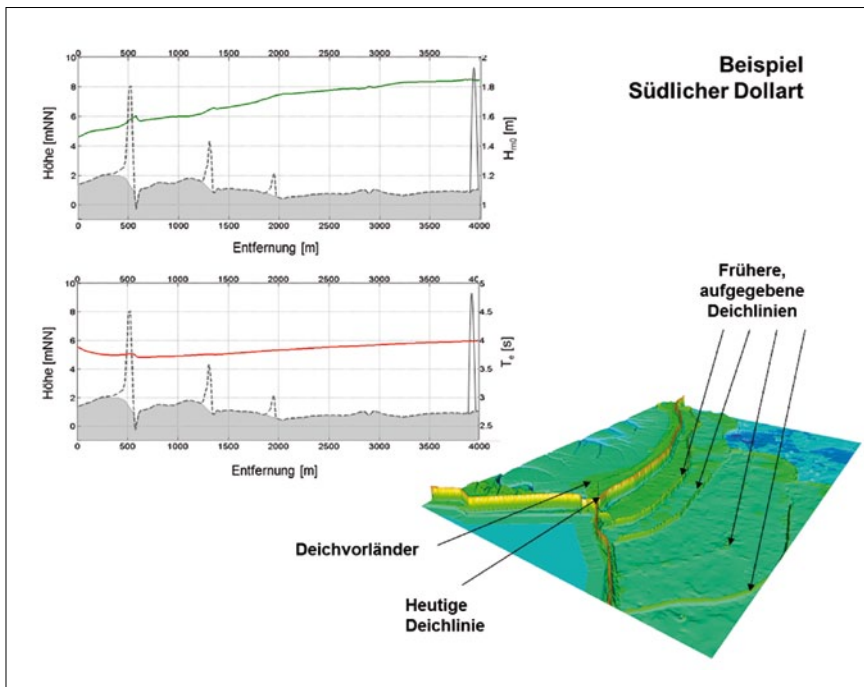 Beispiel
Südlicher Dollart
0 500 1000 1500 2000 2500 3000 3500
10 8 6 4 2 0
Höhe [mNN]
2 1.8 1.6 1.4 1.2 1
Hm0 [m]
0 500 1000 1500 2000 2500 3000 3500 4000
Entfernung [m]
0 500 1000 1500 2000 2500 3000 3500 40
10 8 6 4 2 0
Höhe [mNN]
5 4.5 4 3.5 3 2.5
Te [s]
0 500 1000 1500 2000 2500 3000 3500 4000
Entfernung [m]
Frühere,
aufgegebene
Deichlinien
Deichvorländer
Heutige
Deichlinie